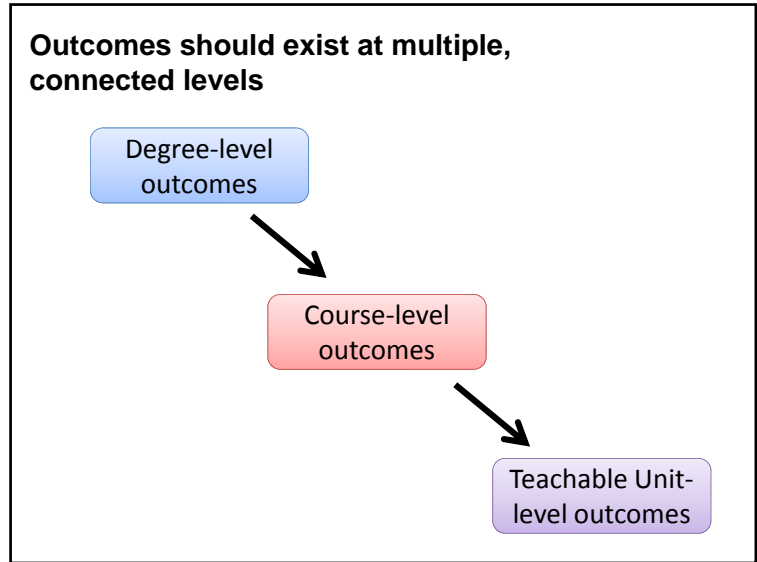 Outcomes should exist at multiple,
connected levels
Degree-level
outcomes
Course-level
outcomes
Teachable Unit-
level outcomes